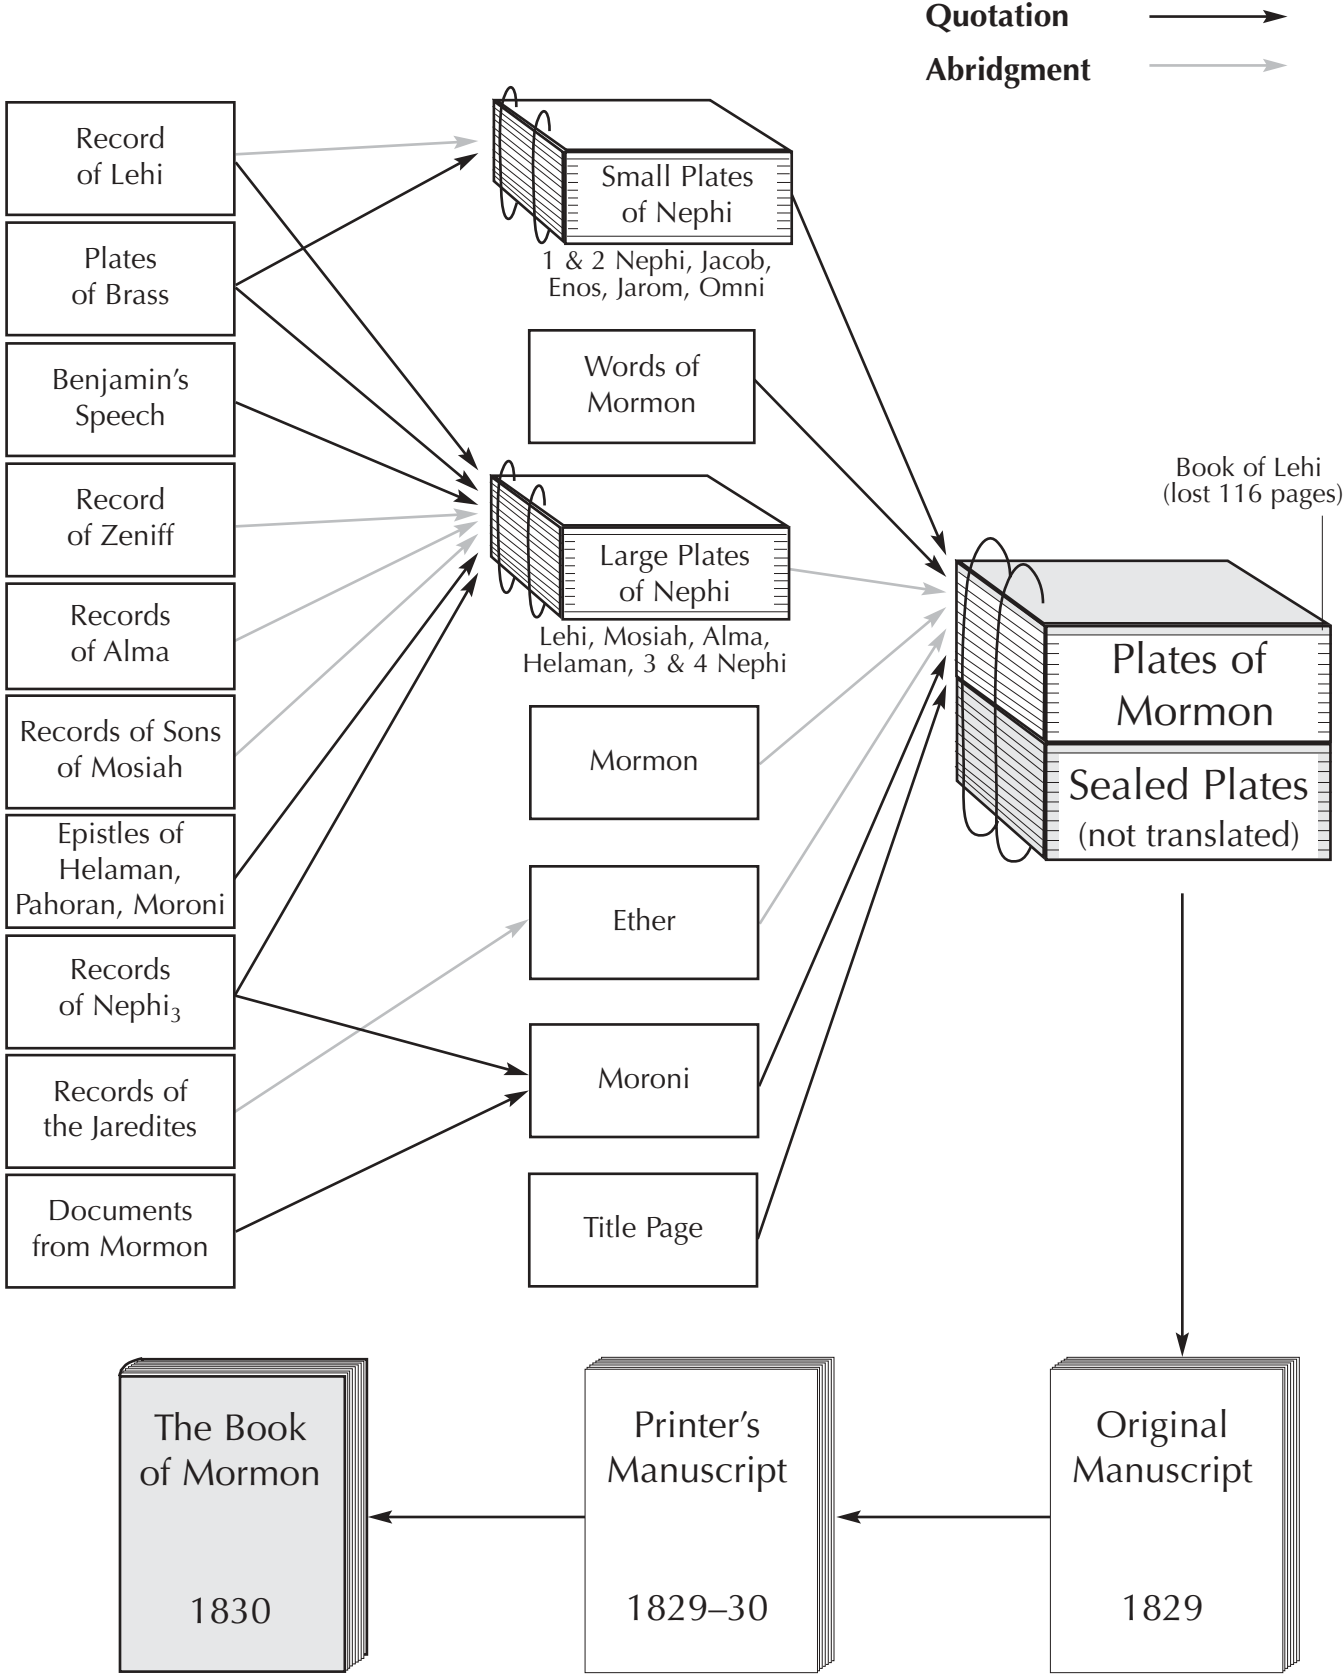 Quotation
Abridgment
Record
of Lehi
Plates
of Brass
Benjamin's
Speech
Record
of Zeniff
Records
of Alma
Records of Sons
of Mosiah
Epistles of
Helaman,
Pahoran, Moroni
Records
of Nephi3
Records of
the Jaredites
Documents
from Mormon
Small Plates
of Nephi
1 & 2 Nephi, Jacob,
Enos, Jarom, Omni
Words of
Mormon
Large Plates
of Nephi
Lehi, Mosiah, Alma,
Helaman, 3 & 4 Nephi
Mormon
Ether
Moroni
Title Page
Book of Lehi
(lost 116 pages)
Plates of
Mormon
Sealed Plates
(not translated)
The Book
of Mormon
1830
Printer's
Manuscript
1829–30
Original
Manuscript
1829